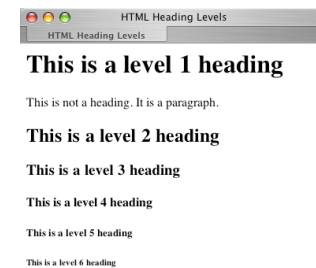 HTML Heading Levels
HTML Heading Levels
This is a level 1 heading
This is not a heading. It is a paragraph.
This is a level 2 heading
This is a level 3 heading
This is a level 4 heading
This is a level 5 heading
This is a level 6 heading